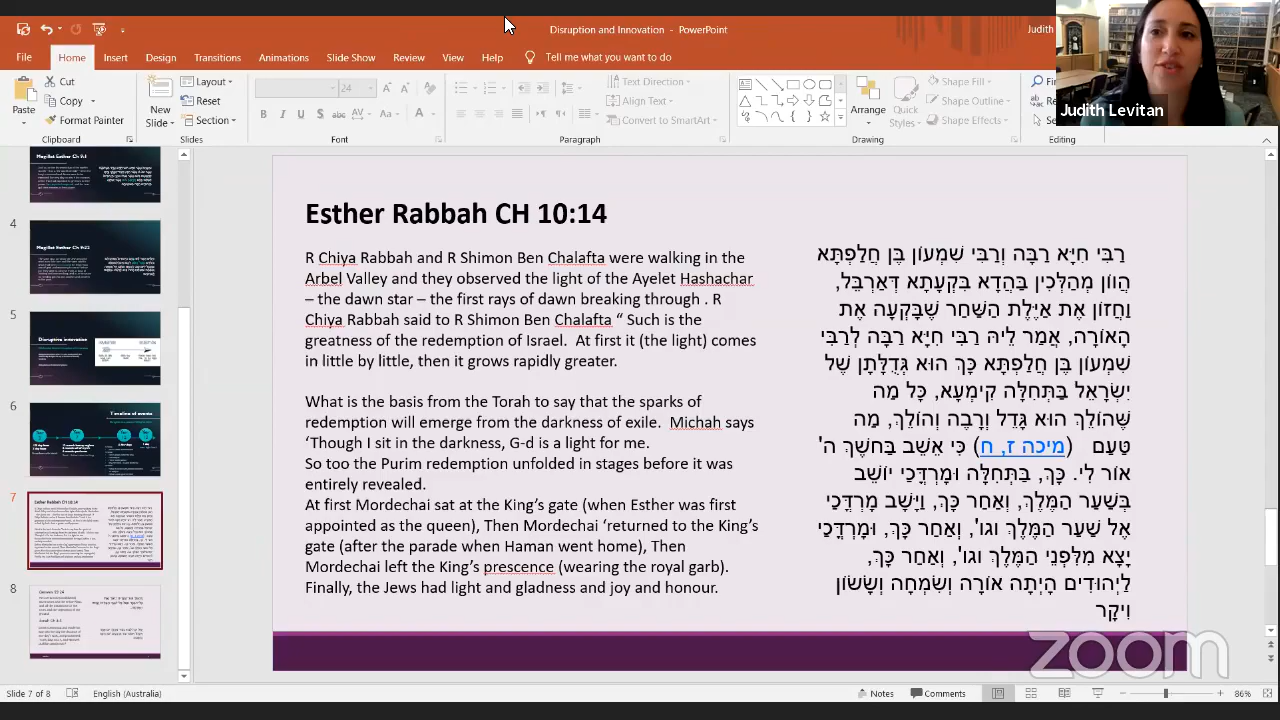 Disruption and Innovation - PowerPoint
Judith
File Home Insert Design Transitions Animations Slide Show Review View Help Tell me what you want to do
Paste
Cut
Copy
Format Painter
Clipboard
New
Slide
Layout
Reset
Section
Slides
24
Font
Text Direction
Align Text
Convert to SmartArt
Paragraph
Arrange
Quick
Styles
Shape Fill
Shape Outline
Shape Effects
Drawing
Editing
Judith Levitan
4
5
Disruptive innovation
6
Timeline of events
7
Esther Rabbah CH 10:14
8
Esther Rabbah CH 10:14
R Chiya Rabbah and R Shimon Ben Chalafta were walking in the
Arbel Valley and they observed the light of the Ayelet Hashachar
– the dawn star – the first rays of dawn breaking through . R
Chiya Rabbah said to R Shimon Ben Chalafta “ Such is the
greatness of the redemption of Israel. At first it (the light) comes
in little by little, then it grows rapidly greater.
What is the basis from the Torah to say that the sparks of
redemption will emerge from the darkness of exile. Michah says
‘Though I sit in the darkness, G-d is a light for me.
So too the Purim redemption unfolded in stages before it was
entirely revealed.
At first Mordechai sat at the King’s gate (when Esther was first
appointed as the queen), Then Mordechai ‘returned to the King’s
gate (after the parade when Haman went home), Then
Mordechai left the King’s prescence (wearing the royal garb).
Finally, the Jews had light and gladness and joy and honour.
רַבִּי חִיָּא רַבָּה וְרַבִּי שִׁמְעוֹן בֶּן חֲלַפְתָּא
הֲווֹן מְהַלְּכִין בַּהֲדָא בִּקְעָתָא דְאַרְבֵּל,
וְחָזוֹן אֶת אַיֶּלֶת הַשַּׁחַר שֶׁבָּקְעָה אֶת
הָאוֹרָה, אֲמַר לֵיהּ רַבִּי חִיָּא רַבָּה לְרַבִּי
שִׁמְעוֹן בֶּן חֲלַפְתָּא כָּךְ הוּא גְּדֻלָּתָן שֶׁל
יִשְׂרָאֵל בַּתְּחִלָּה קִימְעָא, כָּל מַה
שֶּׁהוֹלֵךְ הוּא גָּדֵל וְרָבֶה וְהוֹלֵךְ, מַה
טַּעַם (מיכה ז, ח) כִּי אֵשֵׁב בַּחשֶׁךְ ה'
אוֹר לִי. כָּךְ, בַּתְּחִלָּה וּמָרְדֳּכַי יוֹשֵׁב
בְּשַׁעַר הַמֶּלֶךְ, וְאַחַר כָּךְ וַיָּשָׁב מָרְדֳּכַי
אֶל שַׁעַר הַמֶּלֶךְ וגו', וְאַחַר כָּךְ, וּמָרְדֳּכַי
יָצָא מִלִּפְנֵי הַמֶּלֶךְ וגו', וְאַחַר כָּךְ,
לַיְּהוּדִים הָיְתָה אוֹרָה וְשִׂמְחָה וְשָׂשׂוֹן
וִיקָר
zoom
Slide 7 of 8 English (Australia) Notes Comments 86%